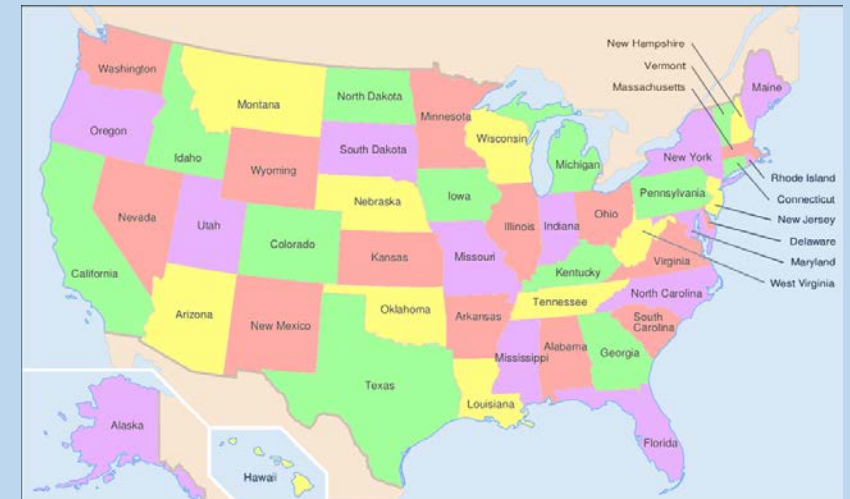 New Hampshire
Vermont
Massachusetts
Washington
Montana
North Dakota
Minnesota
Maine
Oregon
Idaho
Wyoming
South Dakota
Wisconsin
Michigan
New York
Rhode Island
Connecticut
New Jersey
Delaware
Maryland
West Virginia
Nebraska
Iowa
Pennsylvania
Nevada
Utah
Colorado
Kansas
Missouri
Illinois
Indiana
Ohio
Virginia
California
Kentucky
North Carolina
Arizona
New Mexico
Oklahoma
Arkansas
Tennessee
South
Carolina
Texas
Louisiana
Mississippi
Alabama
Georgia
Florida
Alaska
Hawaii